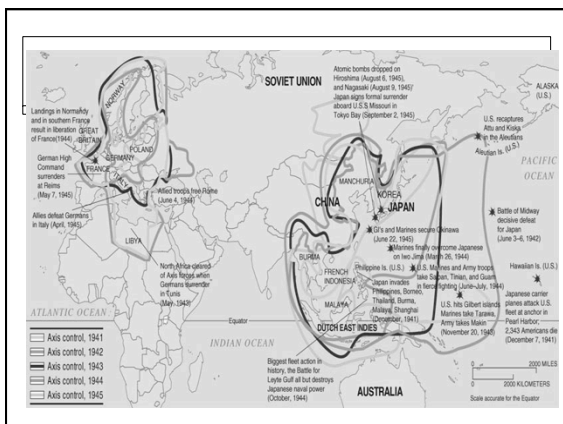 SOVIET UNION
Atomic bombs dropped on
Hiroshima (August 6, 1945),
and Nagasaki (August 9, 1945)/
Japan signs formal surrender
aboard U.S.S Missouri in
Tokyo Bay (September 2, 1945)
ALASKA
(U.S.)
U.S. recaptures
Attu and Kiska
in the Aleutians
Aleutian Is. (U.S.)
PACIFIC
OCEAN
Landings in Normandy
and in southern France
result in liberation
of France(1944)
NORWAY
GREAT
BRITAIN
POLAND
GERMANY
FRANCE
ITALY
German High
Command
surrenders
at Reims
(May 7, 1945)
Allied troops free Rome
(June 4, 1944)
Allies defeat Germans
in Italy (April, 1945)
LIBYA
North Africa cleared
of Axis forces when
Germans surrender
in Tunis
(May, 1943)
MANCHURIA
KOREA
CHINA
JAPAN
GI's and Marines secure Okinawa
(June 22, 1945)
Marines finally overcome Japanese
on Iwo Jima (March 26, 1944)
Battle of Midway
decisive defeat
for Japan
(June 3–6, 1942)
BURMA
FRENCH
INDONESIA
Philippine Is. (U.S.)
U.S. Marines and Army troops
take Saipan, Tinian, and Guam
in fierce fighting (June–July, 1944)
Japan invades
Philippines, Borneo,
Thailand, Burma,
Malaya, Shanghai
(December, 1941)
MALAYA
DUTCH EAST INDIES
Hawaiian Is. (U.S.)
Japanese carrier
planes attack U.S.
fleet at anchor in
Pearl Harbor,
2,343 Americans die
(December 7, 1941)
U.S. hits Gilbert islands
Marines take Tarawa,
Army takes Makin
(November 20, 1943)
ATLANTIC OCEAN
Equator
INDIAN OCEAN
Biggest fleet action in
history, the Battle for
Leyte Gulf all but destroys
Japanese naval power
(October, 1944)
AUSTRALIA
Axis control, 1941
Axis control, 1942
Axis control, 1943
Axis control, 1944
Axis control, 1945
0 2000 MILES
0 2000 KILOMETERS
Scale accurate for the Equator